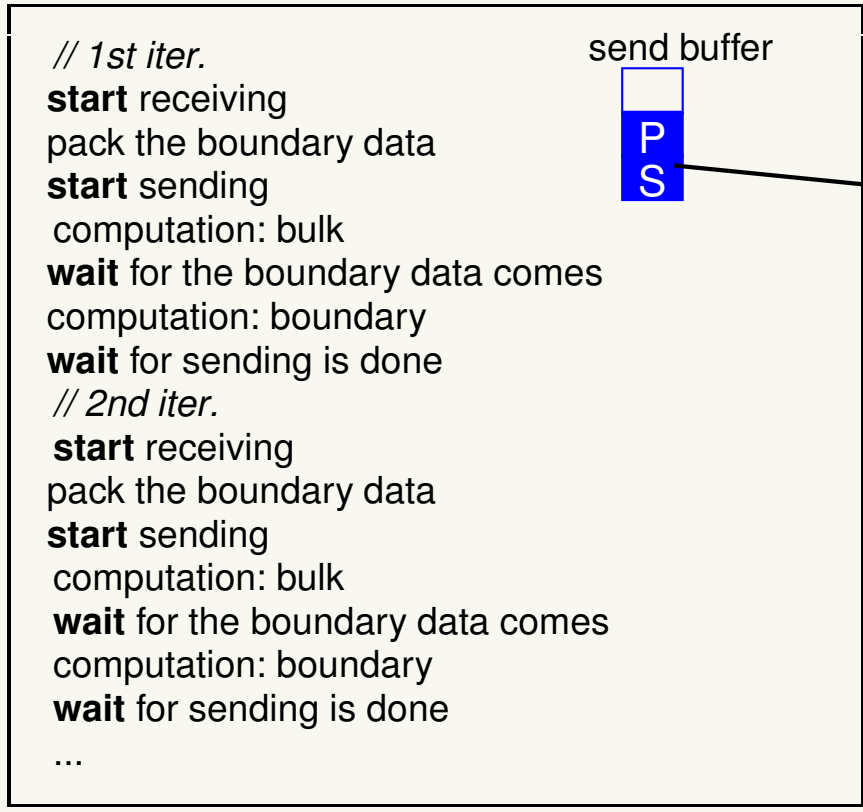 // 1st iter.
start receiving
pack the boundary data
start sending
computation: bulk
wait for the boundary data comes
computation: boundary
wait for sending is done
// 2nd iter.
start receiving
pack the boundary data
start sending
computation: bulk
wait for the boundary data comes
computation: boundary
wait for sending is done
...
send buffer
P
S